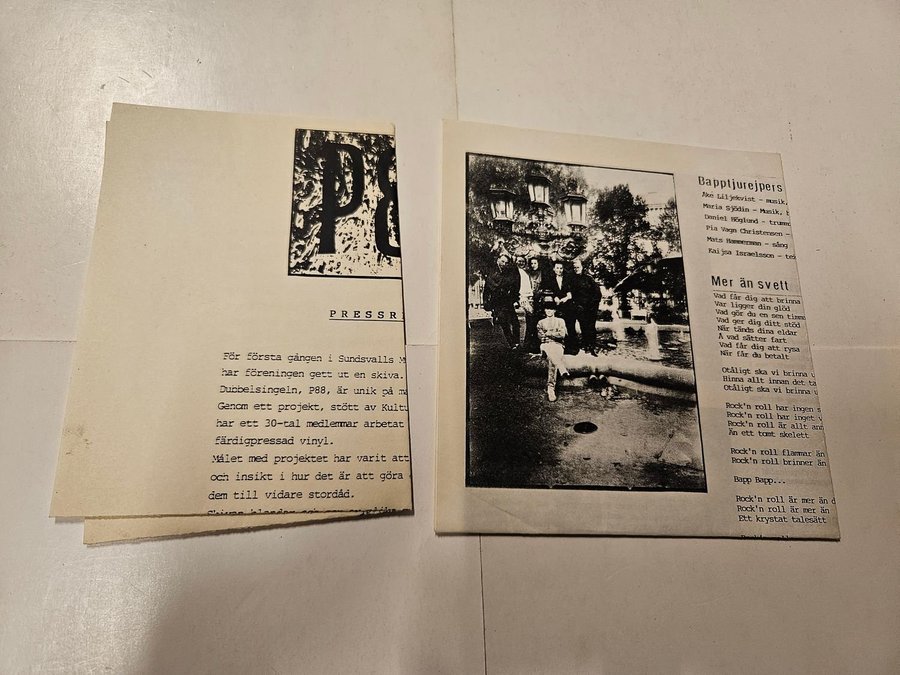 P8
PRESSR
För första gången i Sundsvalls M
har föreningen gett ut en skiva.
Dubbelsingeln, P88, är unik på
Genom ett projekt, stött av Kultu
har ett 30-tal medlemmar arbetat
färdigpressad vinyl.
Målet med projektet har varit att
och insikt i hur det är att göra
dem till vidare stordåd.
Bapptjurejpers
Åke Liljekvist - musik,
Maria Sjödin - Musik,
Daniel Höglund - trumm
Pia Vagn Christensen -
Mats Hammerman - sång
Kaijsa Israelsson - tex
Mer än svett
Vad får dig att brinna
Var ligger din glöd
Vad gör du en sen timm
Vad ger dig ditt stöd
När tänds dina eldar
Å vad sätter fart
Vad får dig att rysa
När får du betalt
Otåligt ska vi brinna u
Hinna allt innan det ta
Otåligt ska vi brinna u
Rock'n roll har ingen s
Rock'n roll har inget v
Rock'n roll är allt ann
Än ett tomt skelett
Rock'n roll flammar än
Rock'n roll brinner än
Bapp Bapp...
Rock'n roll är mer än d
Rock'n roll är mer än
Ett krystat talesätt